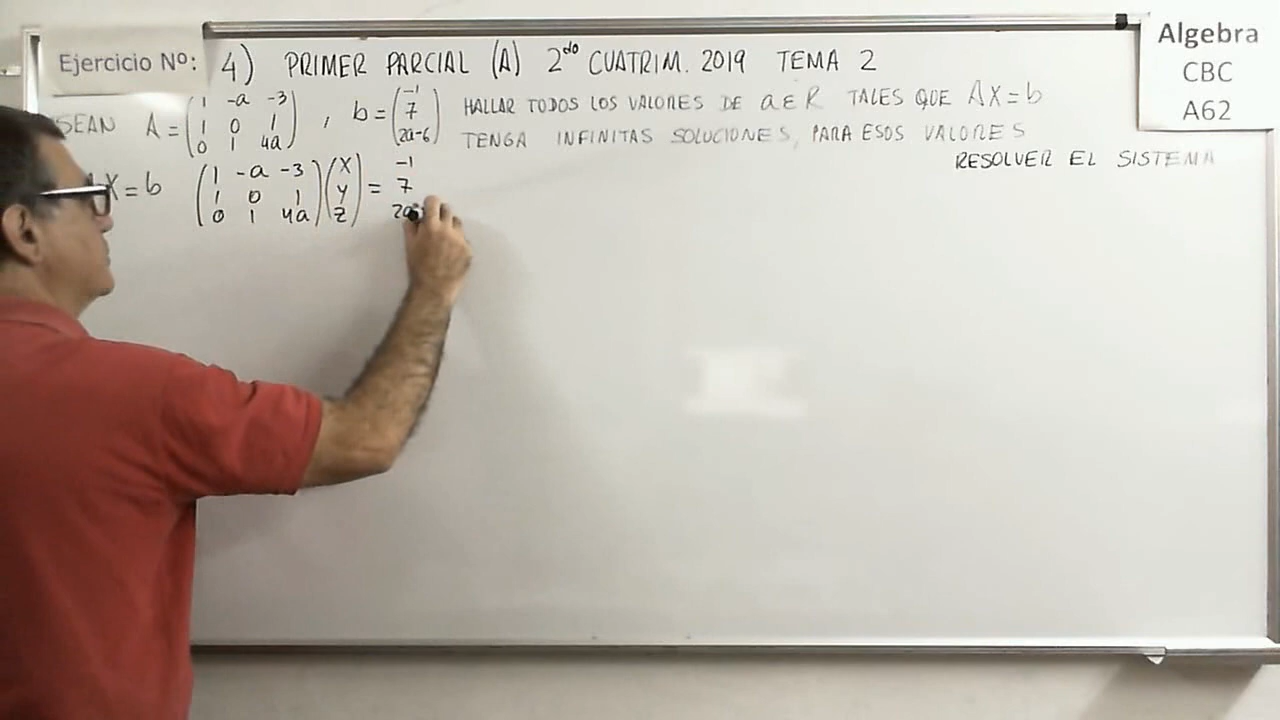 Ejercicio Nº: 4) PRIMER PARCIAL (A) 2do CUATRIM. 2019 TEMA 2
Algebra
CBC
A62
SEAN A = (1 -a -3
1 0 1
0 1 4a) , b = (-1
7
2a-6) HALLAR TODOS LOS VALORES DE a ∈ R TALES QUE AX = b
TENGA INFINITAS SOLUCIONES, PARA ESOS VALORES
RESOLVER EL SISTEMA
X = b (1 -a -3
1 0 1
0 1 4a) (X
y
z) = -1
7
2a